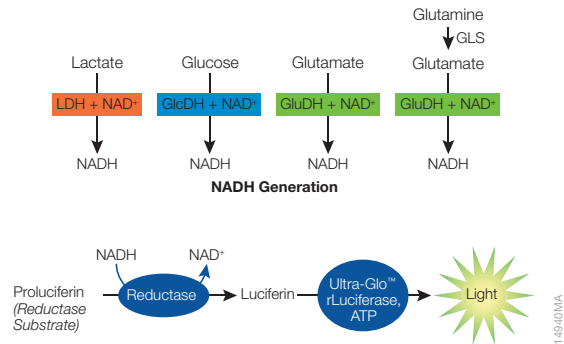 Glutamine
GLS
Lactate
Glucose
Glutamate
Glutamate
LDH + NAD⁺
GlcDH + NAD⁺
GluDH + NAD⁺
GluDH + NAD⁺
NADH
NADH
NADH
NADH
NADH Generation
NADH
NAD⁺
Proluciferin
(Reductase
Substrate)
Reductase
Luciferin
Ultra-Glo™
rLuciferase,
ATP
Light
14940MA